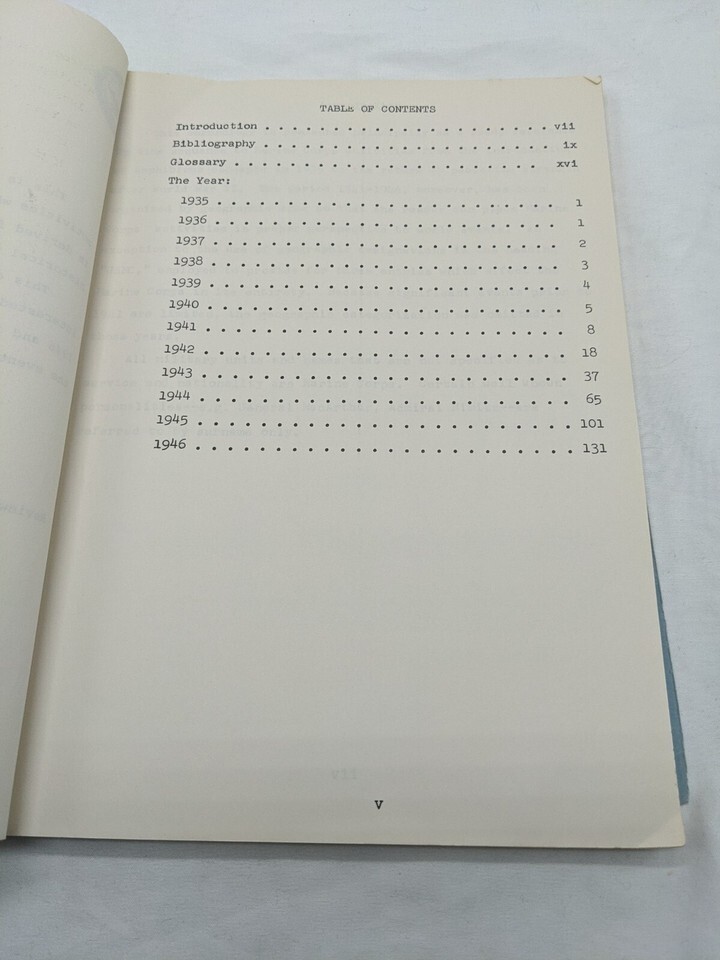 TABLE OF CONTENTS
Introduction . . . . . . . . . . . . . . . . . . . . . . vii
Bibliography . . . . . . . . . . . . . . . . . . . . . . ix
Glossary . . . . . . . . . . . . . . . . . . . . . . . . xvi
The Year:
1935 . . . . . . . . . . . . . . . . . . . . . . . . 1
1936 . . . . . . . . . . . . . . . . . . . . . . . . 1
1937 . . . . . . . . . . . . . . . . . . . . . . . . 2
1938 . . . . . . . . . . . . . . . . . . . . . . . . 3
1939 . . . . . . . . . . . . . . . . . . . . . . . . 4
1940 . . . . . . . . . . . . . . . . . . . . . . . . 5
1941 . . . . . . . . . . . . . . . . . . . . . . . . 8
1942 . . . . . . . . . . . . . . . . . . . . . . . . 18
1943 . . . . . . . . . . . . . . . . . . . . . . . . 37
1944 . . . . . . . . . . . . . . . . . . . . . . . . 65
1945 . . . . . . . . . . . . . . . . . . . . . . . . 101
1946 . . . . . . . . . . . . . . . . . . . . . . . . 131
V